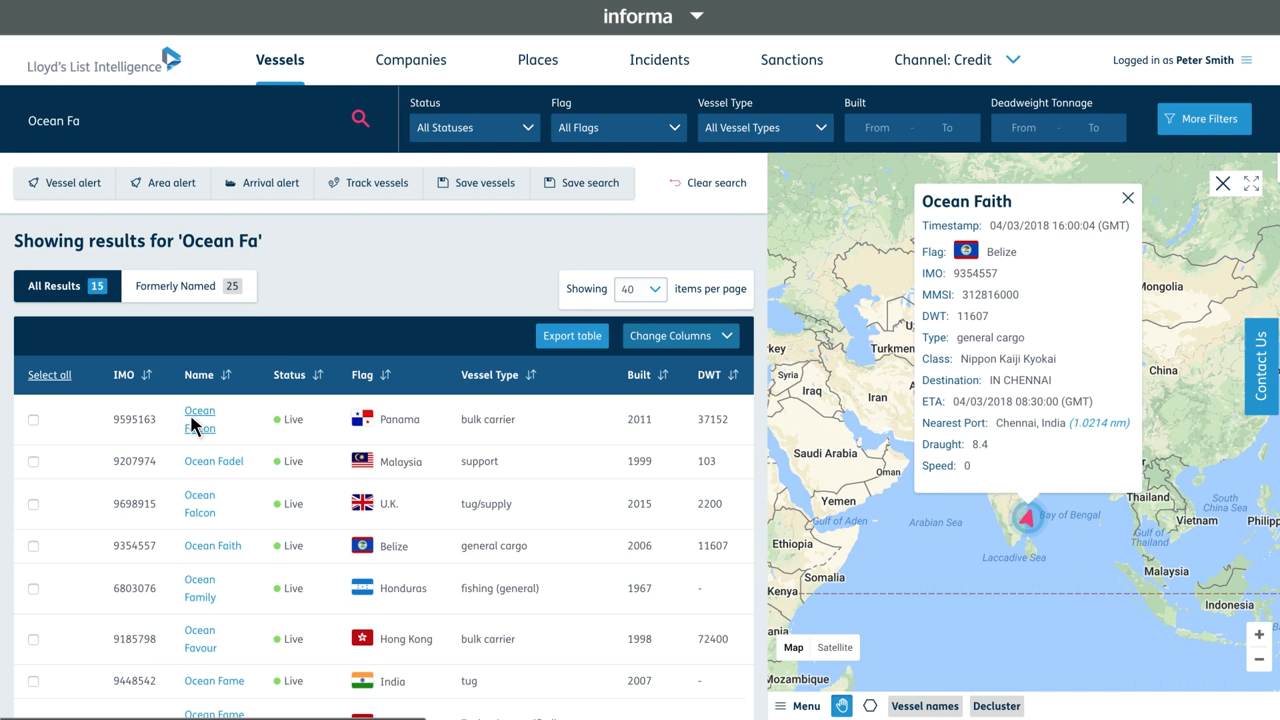 informa
Lloyd's List Intelligence
Vessels
Companies
Places
Incidents
Sanctions
Channel: Credit
Logged in as Peter Smith
Ocean Fa
Status
All Statuses
Flag
All Flags
Vessel Type
All Vessel Types
Built
From - To
Deadweight Tonnage
From - To
More Filters
Vessel alert
Area alert
Arrival alert
Track vessels
Save vessels
Save search
Clear search
Showing results for 'Ocean Fa'
All Results 15
Formerly Named 25
Showing 40 items per page
Export table
Change Columns
Select all IMO Name Status Flag Vessel Type Built DWT
9595163 Ocean
Live Panama bulk carrier 2011 37152
9207974 Ocean Fadel Live Malaysia support 1999 103
9698915 Ocean
Falcon Live U.K. tug/supply 2015 2200
9354557 Ocean Faith Live Belize general cargo 2006 11607
6803076 Ocean
Family Live Honduras fishing (general) 1967 -
9185798 Ocean
Favour Live Hong Kong bulk carrier 1998 72400
9448542 Ocean Fame Live India tug 2007 -
Ocean Fame
Ocean Faith
Timestamp: 04/03/2018 16:00:04 (GMT)
Flag: Belize
IMO: 9354557
MMSI: 312816000
DWT: 11607
Type: general cargo
Class: Nippon Kaiji Kyokai
Destination: IN CHENNAI
ETA: 04/03/2018 08:30:00 (GMT)
Nearest Port: Chennai, India (1.0214 nm)
Draught: 8.4
Speed: 0
Mongolia
Turkmen
Syria
Iraq
Iran
China
Saudi Arabia
Oman
Yemen
Gulf of Aden
Arabian Sea
Bay of Bengal
Thailand
South
China Sea
Vietnam
Philipp
Gulf of
Thailand
Ethiopia
Laccadive Sea
Somalia
Malaysia
Kenya
Indonesia
Mozambique
Contact Us
Map
Satellite
Menu
Vessel names
Decluster